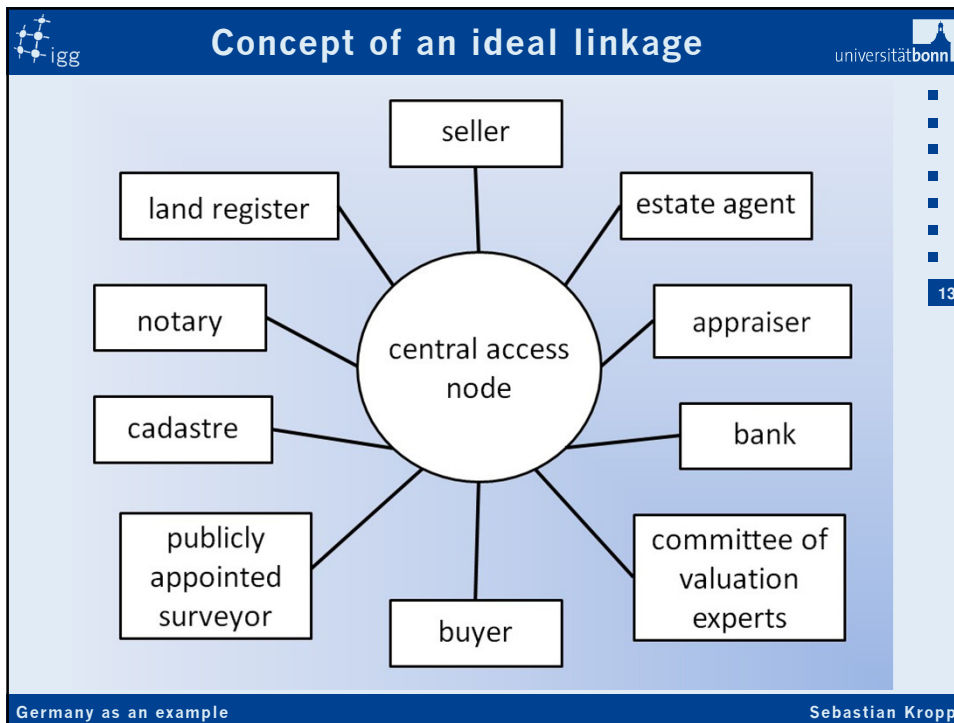 igg
Concept of an ideal linkage
universitätbonn
seller
land register
estate agent
notary
appraiser
central access
node
cadastre
bank
publicly
appointed
surveyor
buyer
committee of
valuation
experts
13
Germany as an example
Sebastian Kropp